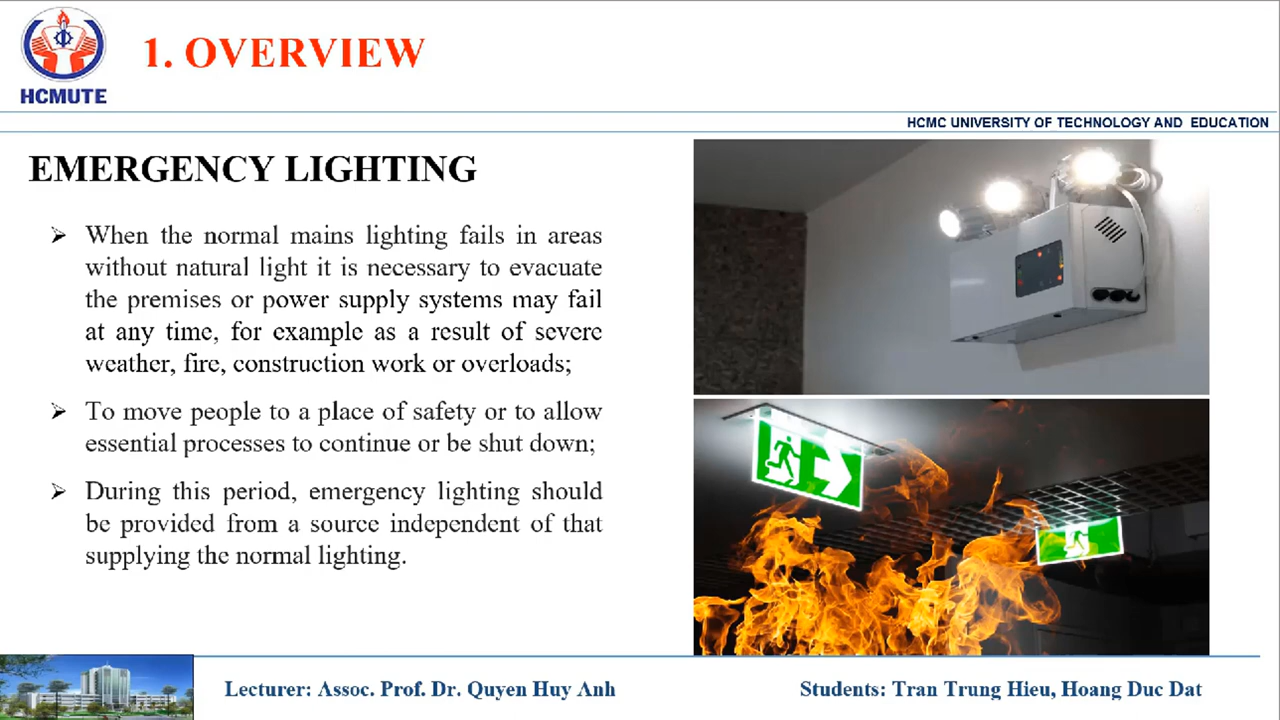 HCMUTE
1. OVERVIEW
HCMC UNIVERSITY OF TECHNOLOGY AND EDUCATION
EMERGENCY LIGHTING
➢ When the normal mains lighting fails in areas
without natural light it is necessary to evacuate
the premises or power supply systems may fail
at any time, for example as a result of severe
weather, fire, construction work or overloads;
➢ To move people to a place of safety or to allow
essential processes to continue or be shut down;
➢ During this period, emergency lighting should
be provided from a source independent of that
supplying the normal lighting.
Lecturer: Assoc. Prof. Dr. Quyen Huy Anh
Students: Tran Trung Hieu, Hoang Duc Dat